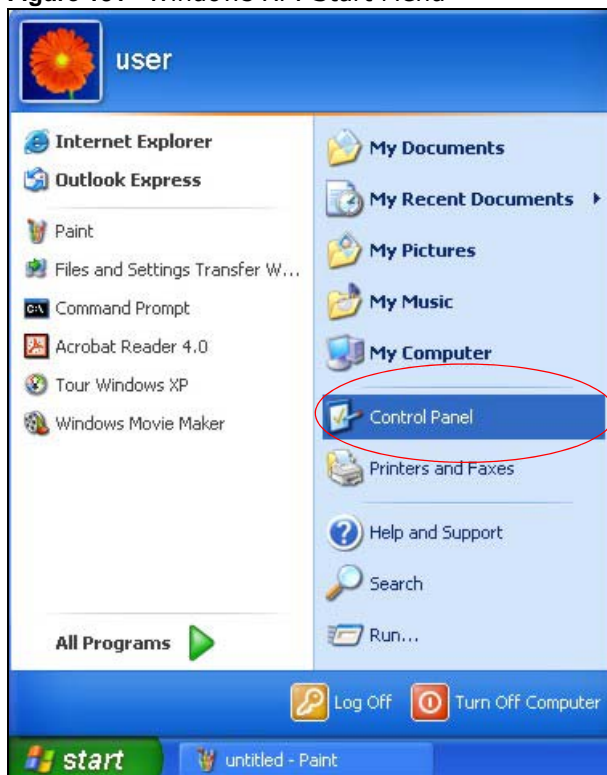 user
Internet Explorer
Outlook Express
Paint
Files and Settings Transfer W...
Command Prompt
Acrobat Reader 4.0
Tour Windows XP
Windows Movie Maker
All Programs
My Documents
My Recent Documents
My Pictures
My Music
My Computer
Control Panel
Printers and Faxes
Help and Support
Search
Run...
Log Off
Turn Off Computer
start
untitled - Paint